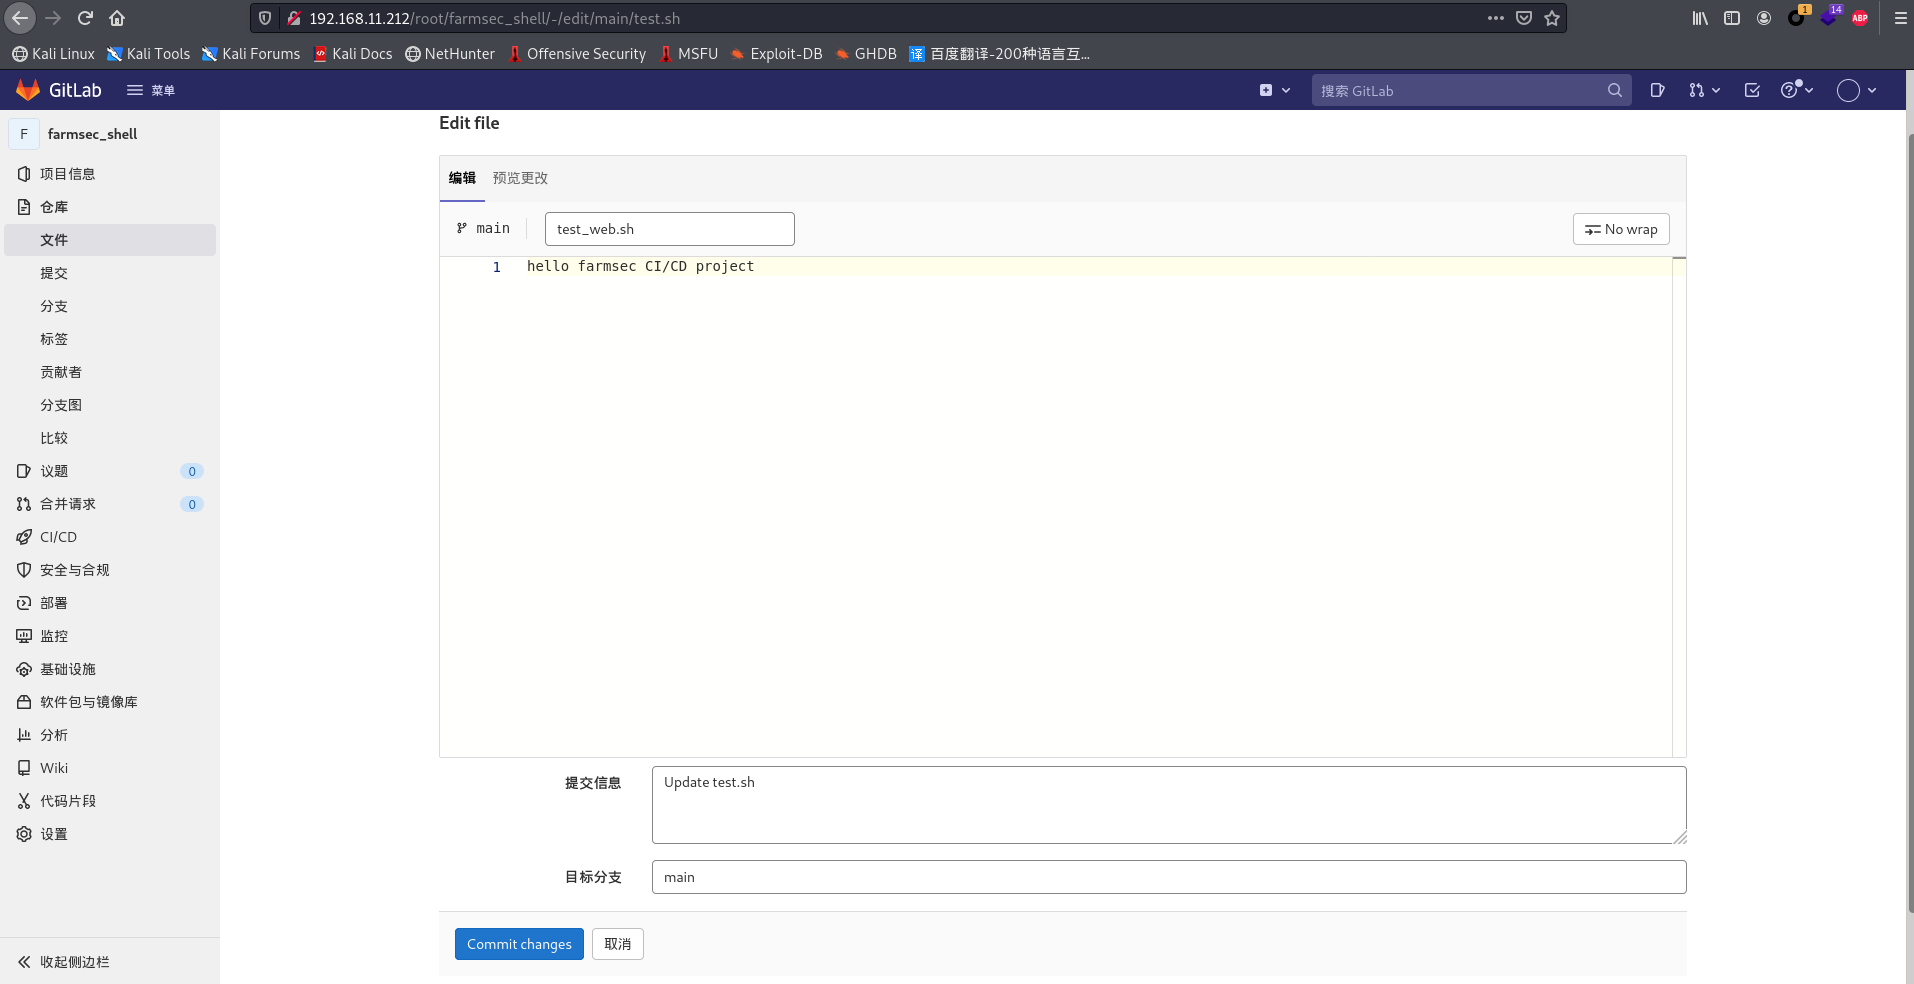 192.168.11.212/root/farmsec_shell/-/edit/main/test.sh
1
14
ABP
Kali Linux
Kali Tools
Kali Forums
Kali Docs
NetHunter
Offensive Security
MSFU
Exploit-DB
GHDB
译 百度翻译-200种语言互...
GitLab
菜单
搜索 GitLab
F farmsec_shell
项目信息
仓库
文件
提交
分支
标签
贡献者
分支图
比较
议题 0
合并请求 0
CI/CD
安全与合规
部署
监控
基础设施
软件包与镜像库
分析
Wiki
代码片段
设置
收起侧边栏
Edit file
编辑 预览更改
main test_web.sh No wrap
1 hello farmsec CI/CD project
提交信息 Update test.sh
目标分支 main
Commit changes 取消